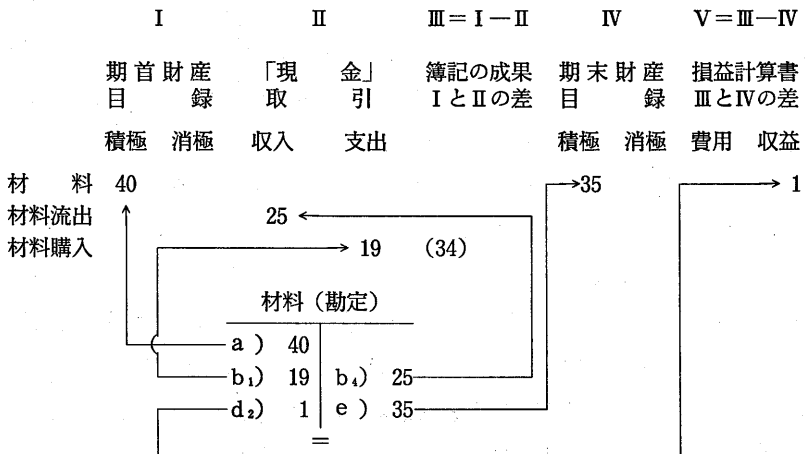 Ⅰ Ⅱ Ⅲ＝Ⅰ－Ⅱ Ⅳ Ⅴ＝Ⅲ－Ⅳ
期首財産 「現 金」 簿記の成果 期末財産 損益計算書
目 録 取 引 ⅠとⅡの差 目 録 ⅢとⅣの差
積極 消極 収入 支出 積極 消極 費用 収益
材 料 40 35 1
材料流出 25
材料購入 19 (34)
材料（勘定）
a） 40
b₁） 19 b₄） 25
d₂） 1 e） 35
＝